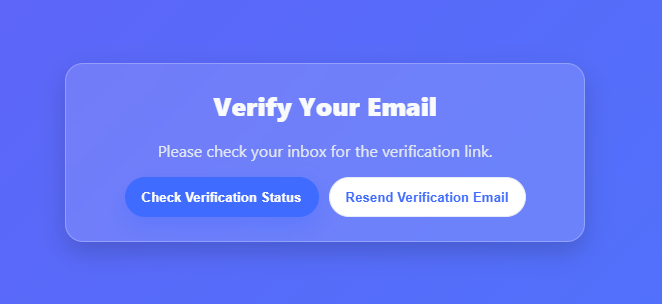 Verify Your Email
Please check your inbox for the verification link.
Check Verification Status
Resend Verification Email